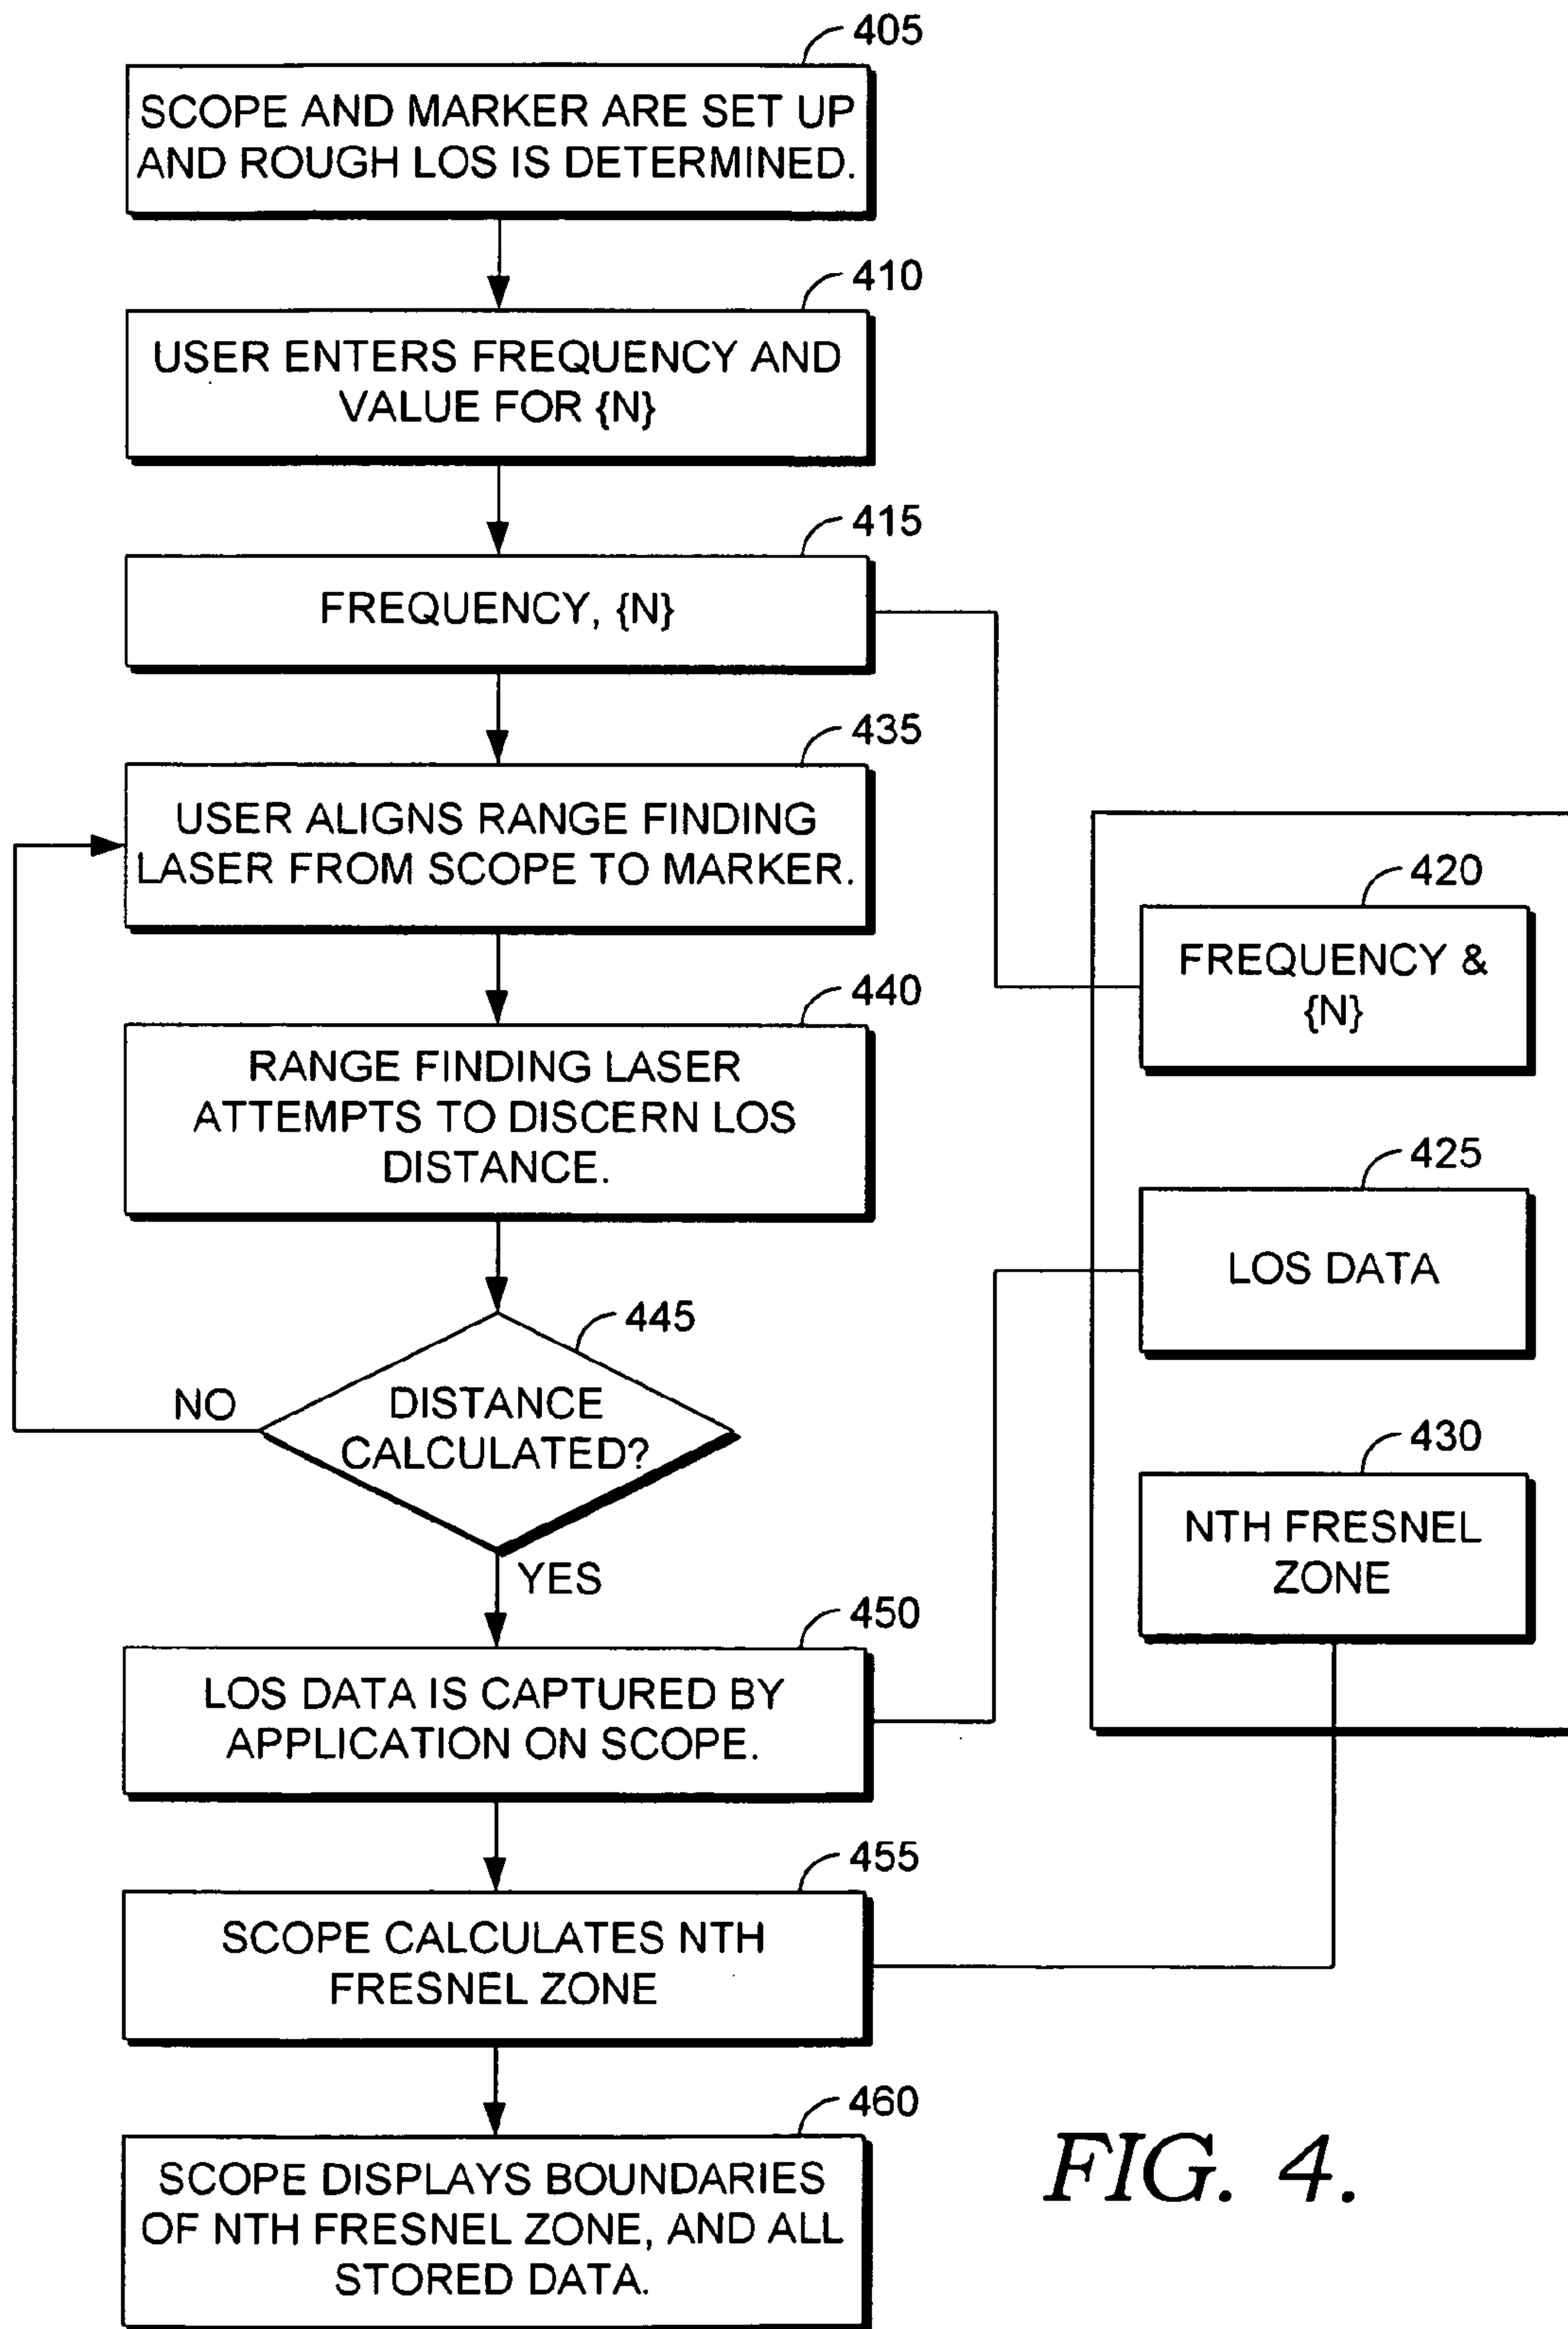 405
SCOPE AND MARKER ARE SET UP
AND ROUGH LOS IS DETERMINED.
410
USER ENTERS FREQUENCY AND
VALUE FOR {N}
415
FREQUENCY, {N}
435
USER ALIGNS RANGE FINDING
LASER FROM SCOPE TO MARKER.
440
RANGE FINDING LASER
ATTEMPTS TO DISCERN LOS
DISTANCE.
445
DISTANCE
CALCULATED?
NO
YES
450
LOS DATA IS CAPTURED BY
APPLICATION ON SCOPE.
455
SCOPE CALCULATES NTH
FRESNEL ZONE
460
SCOPE DISPLAYS BOUNDARIES
OF NTH FRESNEL ZONE, AND ALL
STORED DATA.
420
FREQUENCY &
{N}
425
LOS DATA
430
NTH FRESNEL
ZONE
FIG. 4.